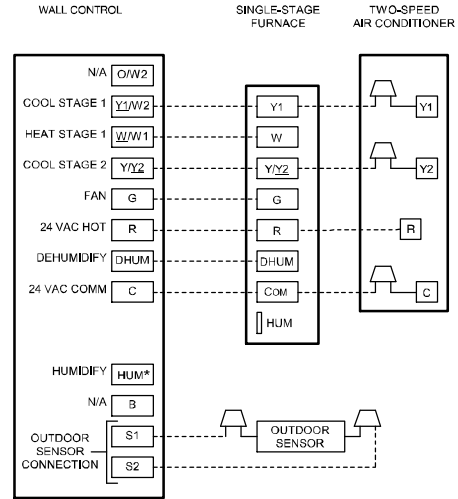 WALL CONTROL
SINGLE-STAGE
FURNACE
TWO-SPEED
AIR CONDITIONER
N/A O/W2
COOL STAGE 1 Y1/W2 Y1 Y1
HEAT STAGE 1 W/W1 W
COOL STAGE 2 Y/Y2 Y/Y2 Y2
FAN G G
24 VAC HOT R R R
DEHUMIDIFY DHUM DHUM
24 VAC COMM C COM C
HUM
HUMIDIFY HUM*
N/A B
OUTDOOR
SENSOR
CONNECTION
S1
S2
OUTDOOR
SENSOR